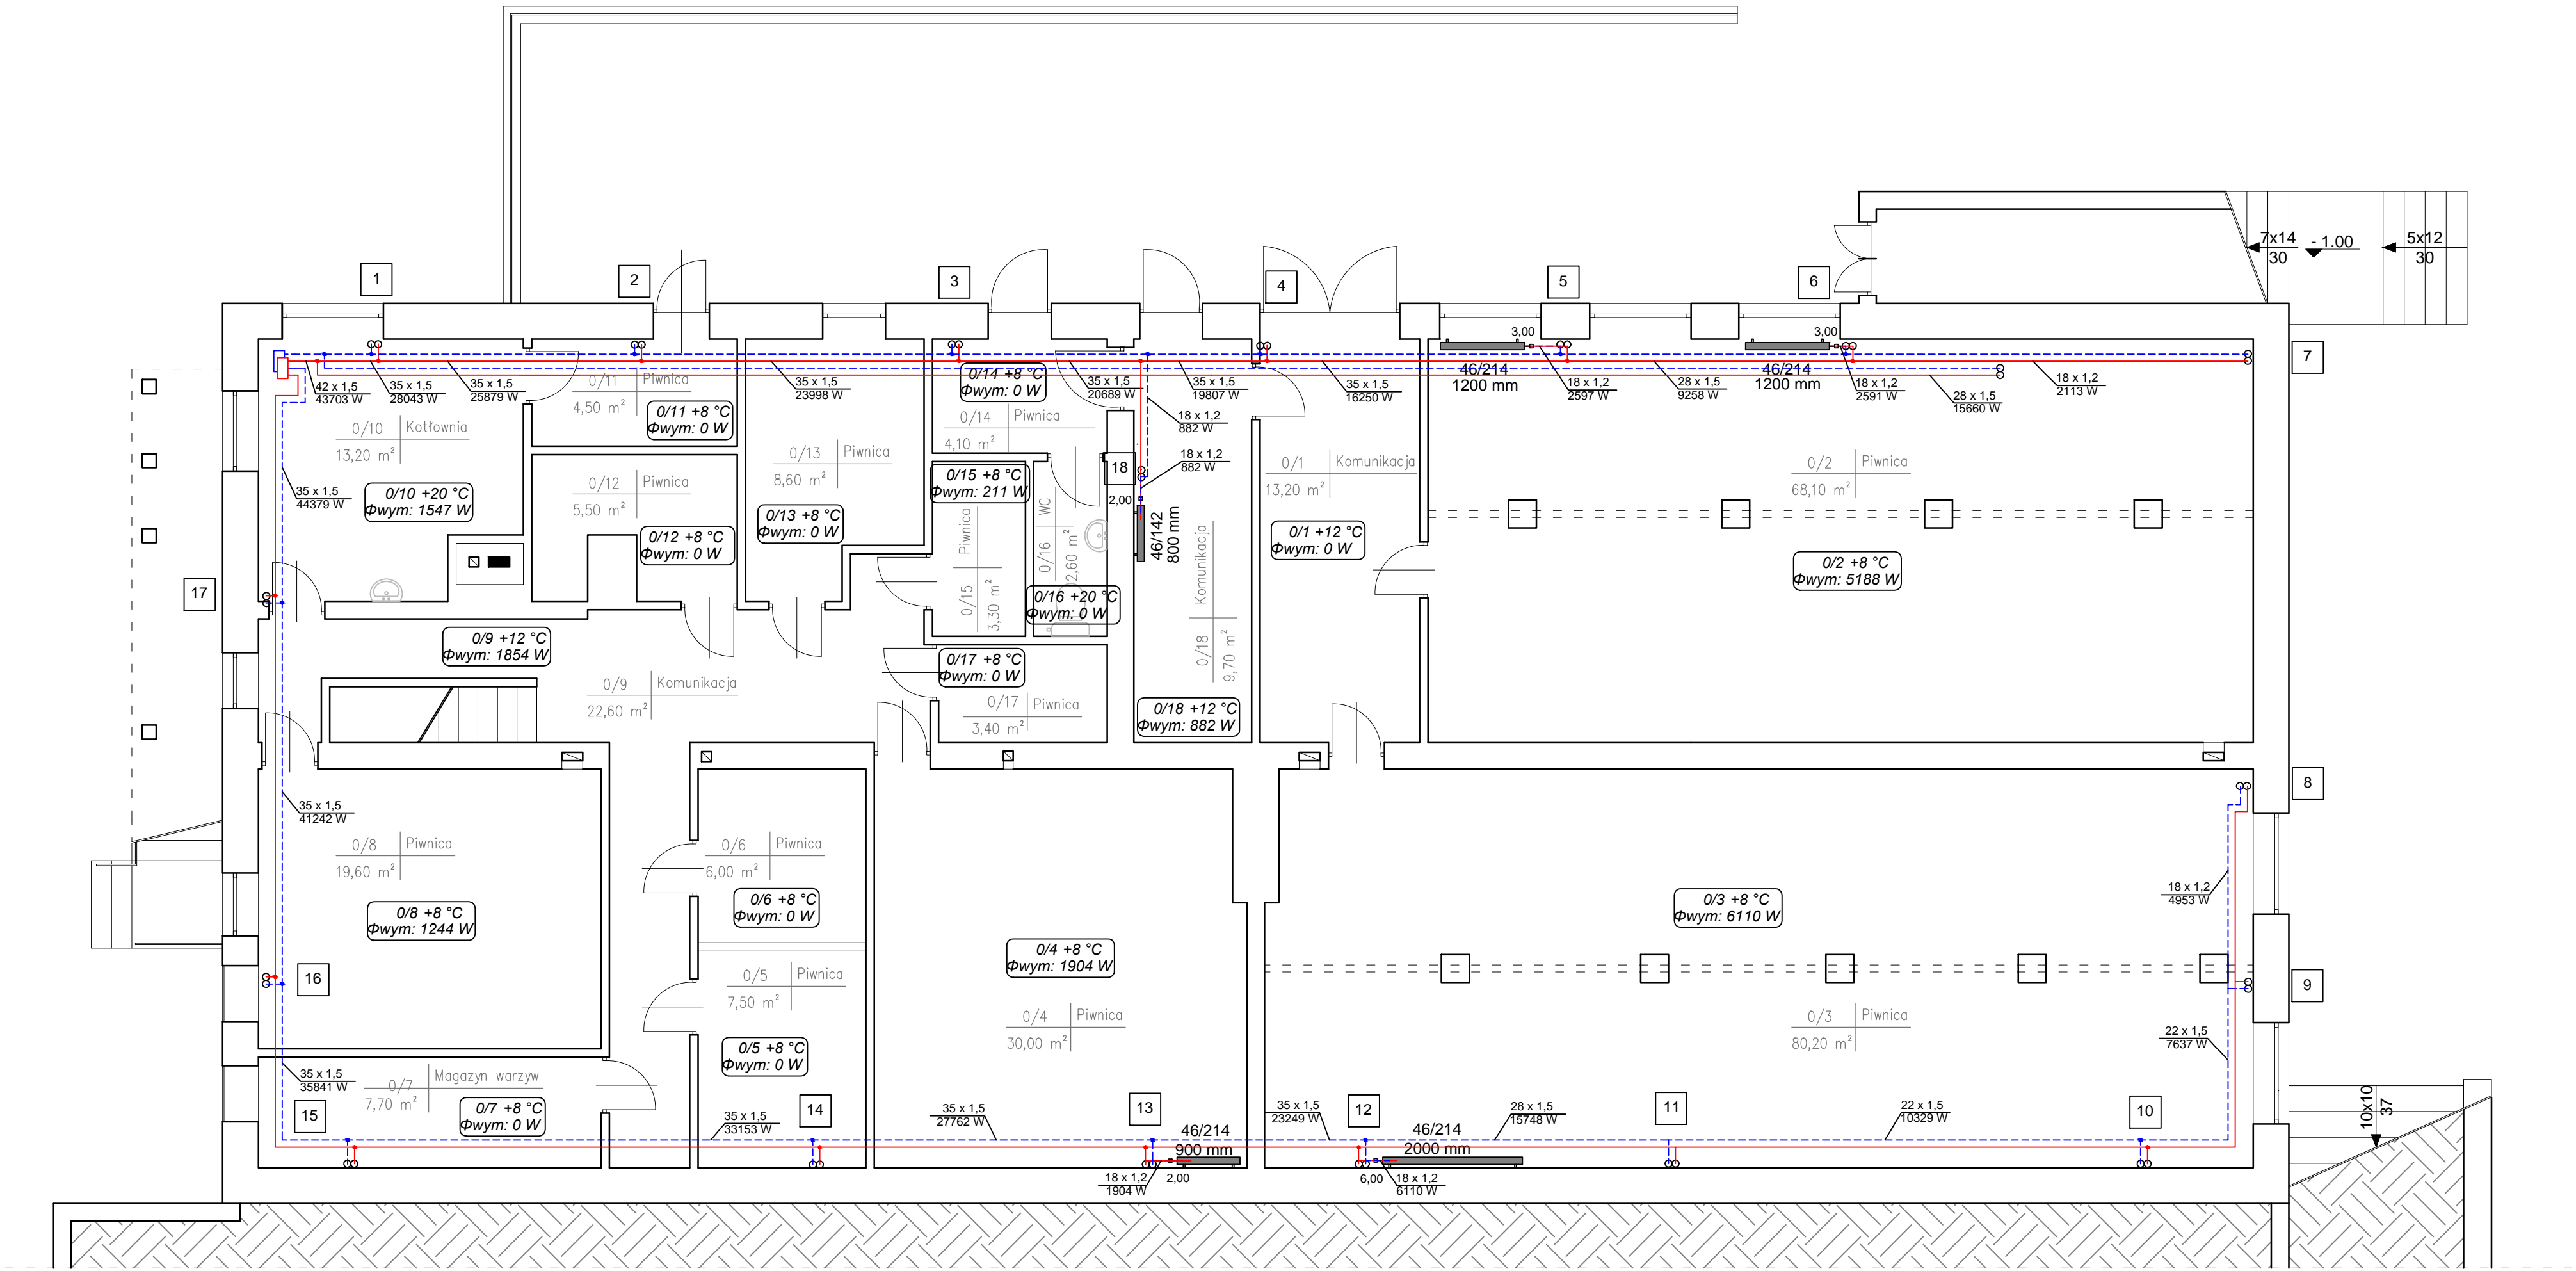 7x14
30
- 1.00
5x12
30
1
2
3
4
5
6
7
3,00
3,00
46/214
1200 mm
46/214
1200 mm
42 x 1,5
43703 W
35 x 1,5
28043 W
35 x 1,5
25879 W
35 x 1,5
23998 W
35 x 1,5
20689 W
35 x 1,5
19807 W
35 x 1,5
16250 W
18 x 1,2
2597 W
28 x 1,5
9258 W
18 x 1,2
2591 W
28 x 1,5
15660 W
18 x 1,2
2113 W
18 x 1,2
882 W
18 x 1,2
882 W
0/11 Piwnica
4,50 m²
0/11 +8 °C
Φwym: 0 W
0/14 +8 °C
Φwym: 0 W
0/14 Piwnica
4,10 m²
0/10 Kotłownia
13,20 m²
0/10 +20 °C
Φwym: 1547 W
35 x 1,5
44379 W
0/12 Piwnica
5,50 m²
0/12 +8 °C
Φwym: 0 W
0/13 Piwnica
8,60 m²
0/13 +8 °C
Φwym: 0 W
0/15 +8 °C
Φwym: 211 W
18
2,00
46/142
800 mm
0/15 Piwnica
3,30 m²
0/16 WC
2,60 m²
0/16 +20 °C
Φwym: 0 W
0/1 Komunikacja
13,20 m²
0/1 +12 °C
Φwym: 0 W
0/2 Piwnica
68,10 m²
0/2 +8 °C
Φwym: 5188 W
17
0/9 +12 °C
Φwym: 1854 W
0/9 Komunikacja
22,60 m²
0/17 +8 °C
Φwym: 0 W
0/17 Piwnica
3,40 m²
0/18 Komunikacja
9,70 m²
0/18 +12 °C
Φwym: 882 W
8
35 x 1,5
41242 W
0/8 Piwnica
19,60 m²
0/8 +8 °C
Φwym: 1244 W
0/6 Piwnica
6,00 m²
0/6 +8 °C
Φwym: 0 W
0/5 Piwnica
7,50 m²
0/5 +8 °C
Φwym: 0 W
0/4 +8 °C
Φwym: 1904 W
0/4 Piwnica
30,00 m²
0/3 +8 °C
Φwym: 6110 W
0/3 Piwnica
80,20 m²
18 x 1,2
4953 W
9
22 x 1,5
7637 W
16
35 x 1,5
35841 W
0/7 Magazyn warzyw
7,70 m²
0/7 +8 °C
Φwym: 0 W
15
14
13
12
11
10
35 x 1,5
33153 W
35 x 1,5
27762 W
35 x 1,5
23249 W
28 x 1,5
15748 W
22 x 1,5
10329 W
46/214
900 mm
46/214
2000 mm
18 x 1,2
1904 W
2,00
6,00
18 x 1,2
6110 W
10x10
37